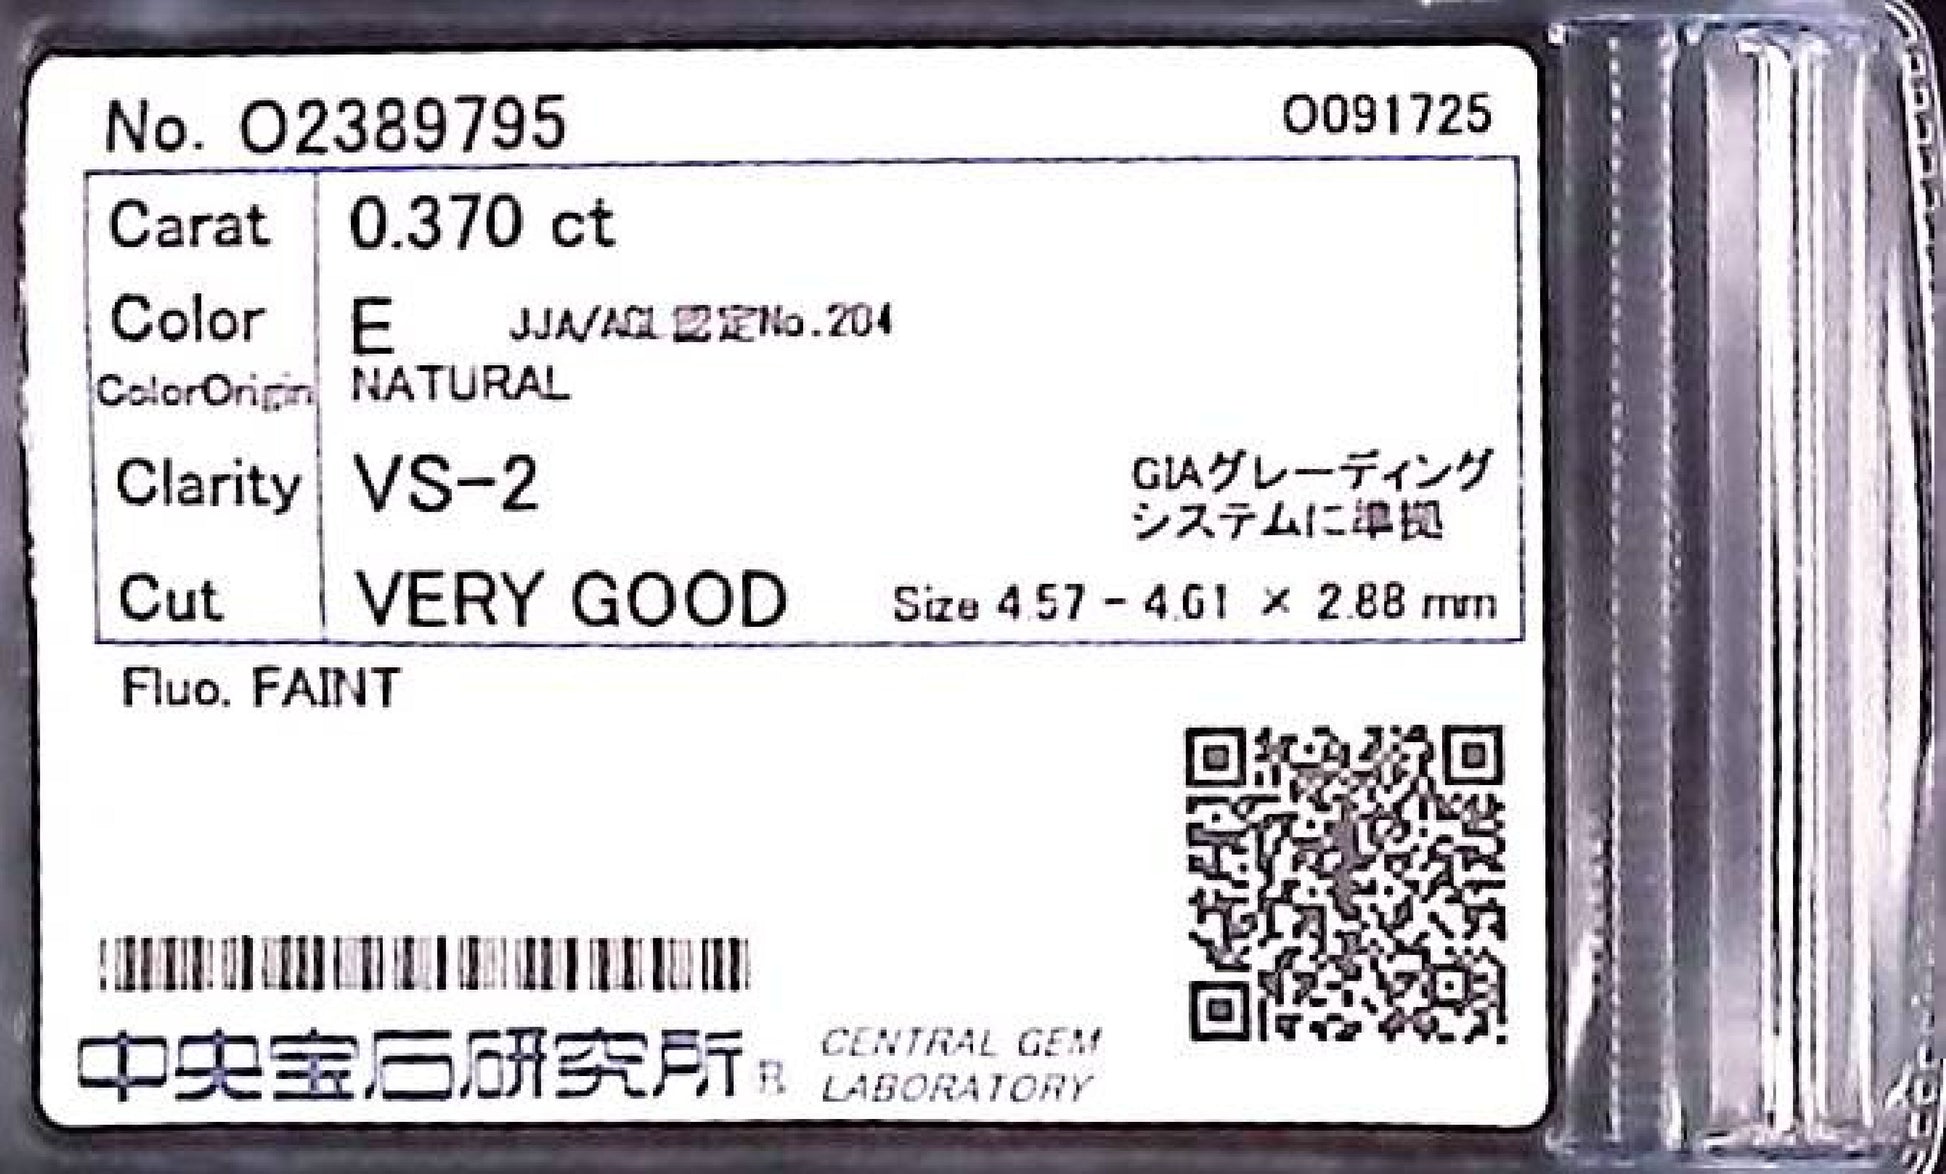 No. O2389795
O091725
Carat 0.370 ct
Color E JJA/AGL認定No.204
ColorOrigin NATURAL
Clarity VS-2
GIAグレーディング
システムに準拠
Cut VERY GOOD Size 4.57 - 4.61 × 2.88 mm
Fluo. FAINT
中央宝石研究所®
CENTRAL GEM
LABORATORY